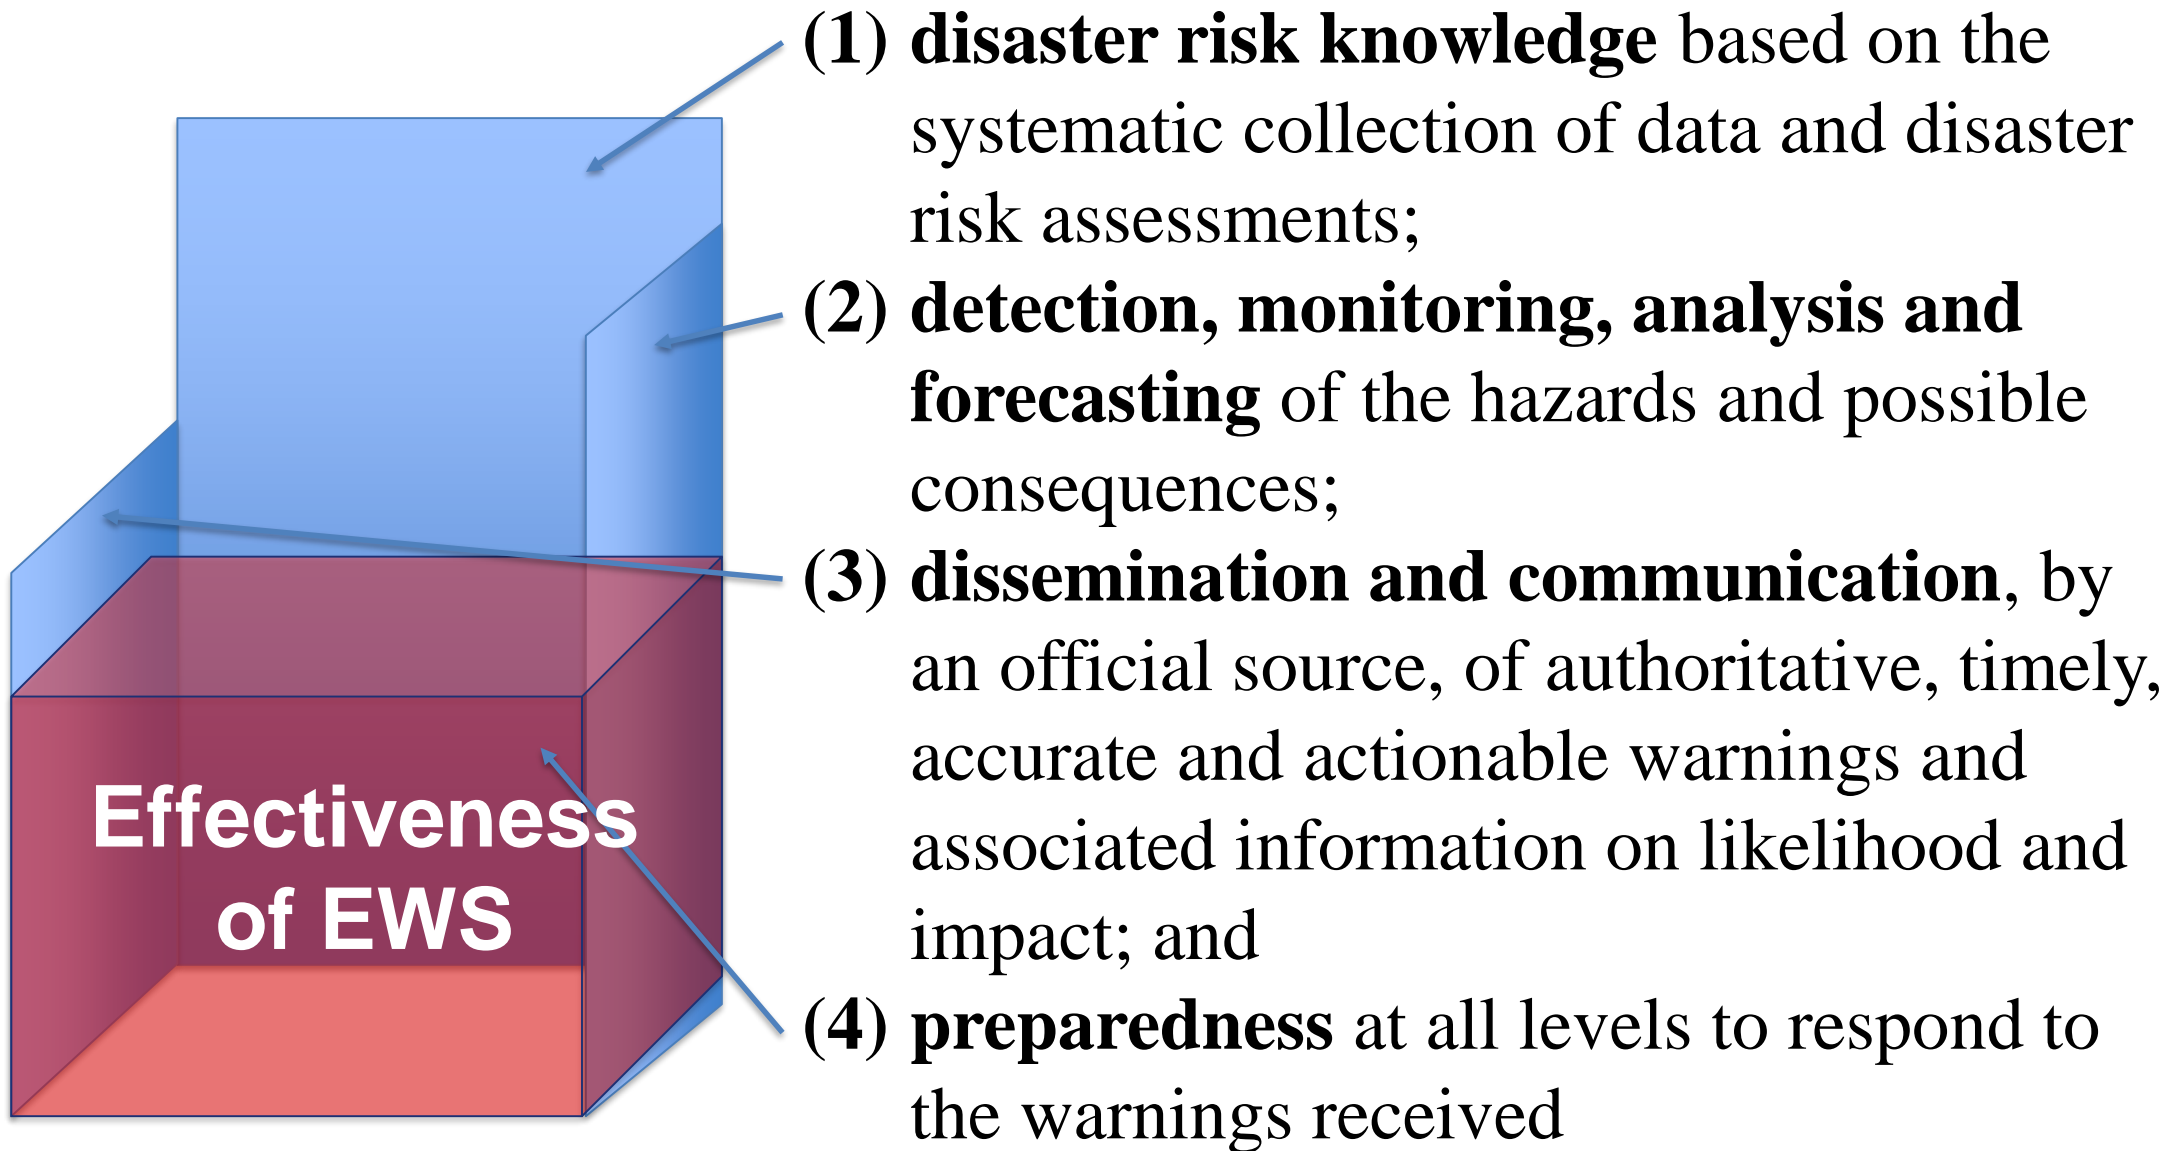 (1) disaster risk knowledge based on the
systematic collection of data and disaster
risk assessments;
(2) detection, monitoring, analysis and
forecasting of the hazards and possible
consequences;
(3) dissemination and communication, by
an official source, of authoritative, timely,
accurate and actionable warnings and
associated information on likelihood and
impact; and
(4) preparedness at all levels to respond to
the warnings received
Effectiveness
of EWS